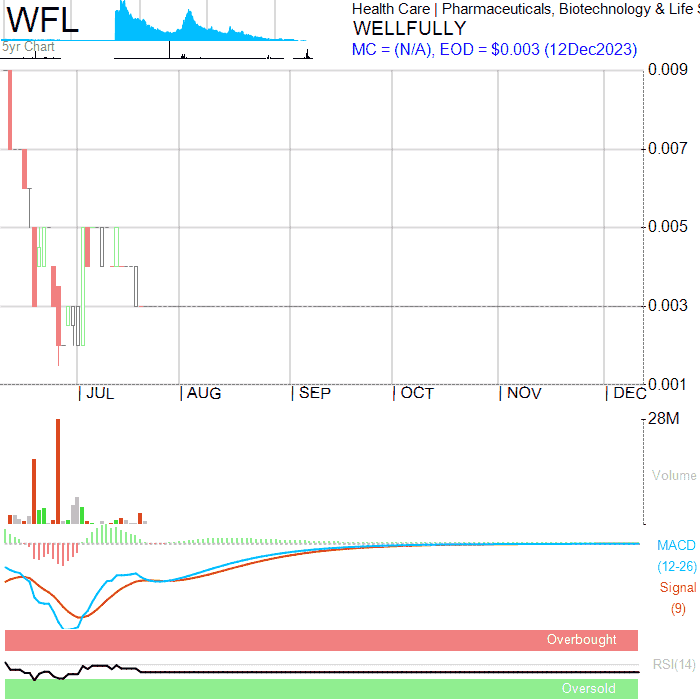 WFL
5yr Chart
Health Care | Pharmaceuticals, Biotechnology & Life S
WELLFULLY
MC = (N/A), EOD = $0.003 (12Dec2023)
0.009
0.007
0.005
0.003
0.001
JUL
AUG
SEP
OCT
NOV
DEC
28M
Volume
MACD
(12-26)
Signal
(9)
Overbought
RSI(14)
Oversold